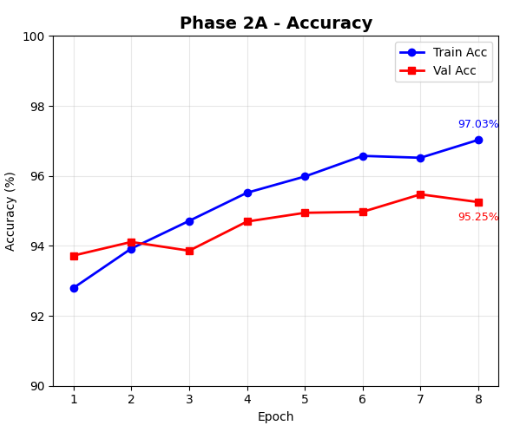 Phase 2A - Accuracy
100
98
96
94
92
90
Accuracy (%)
Train Acc
Val Acc
97.03%
95.25%
1 2 3 4 5 6 7 8
Epoch